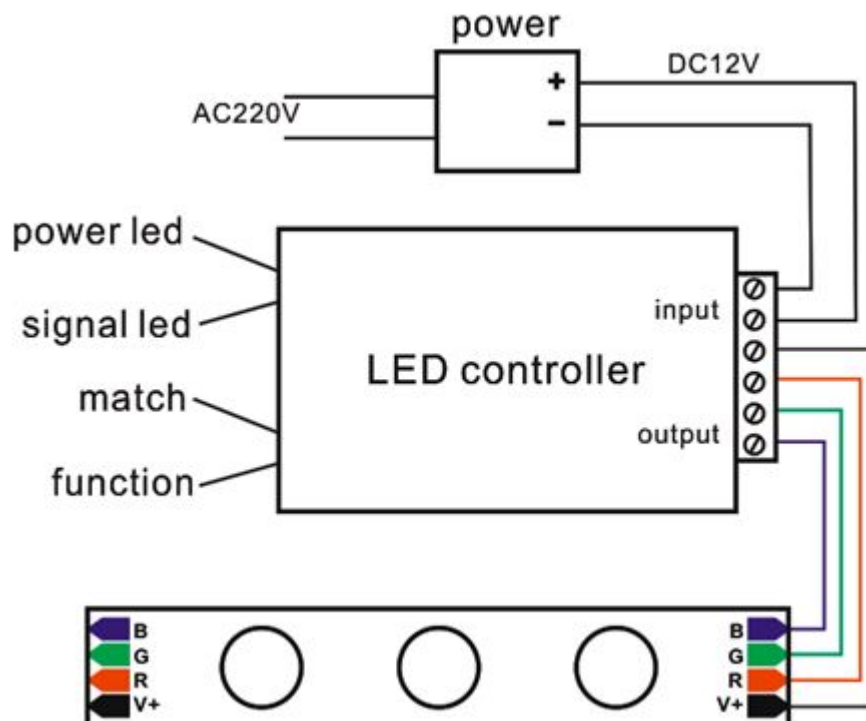 power
DC12V
AC220V
+
−
power led
signal led
match
function
input
LED controller
output
B
G
R
V+
B
G
R
V+